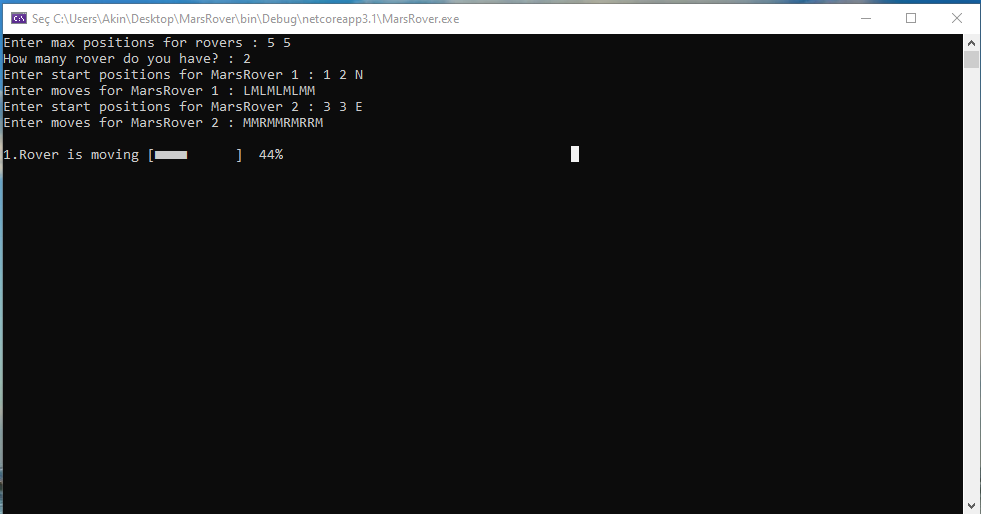 Seç C:\Users\Akin\Desktop\MarsRover\bin\Debug\netcoreapp3.1\MarsRover.exe
Enter max positions for rovers : 5 5
How many rover do you have? : 2
Enter start positions for MarsRover 1 : 1 2 N
Enter moves for MarsRover 1 : LMLMLMLMM
Enter start positions for MarsRover 2 : 3 3 E
Enter moves for MarsRover 2 : MMRMMRMRRM
1.Rover is moving [     ] 44%